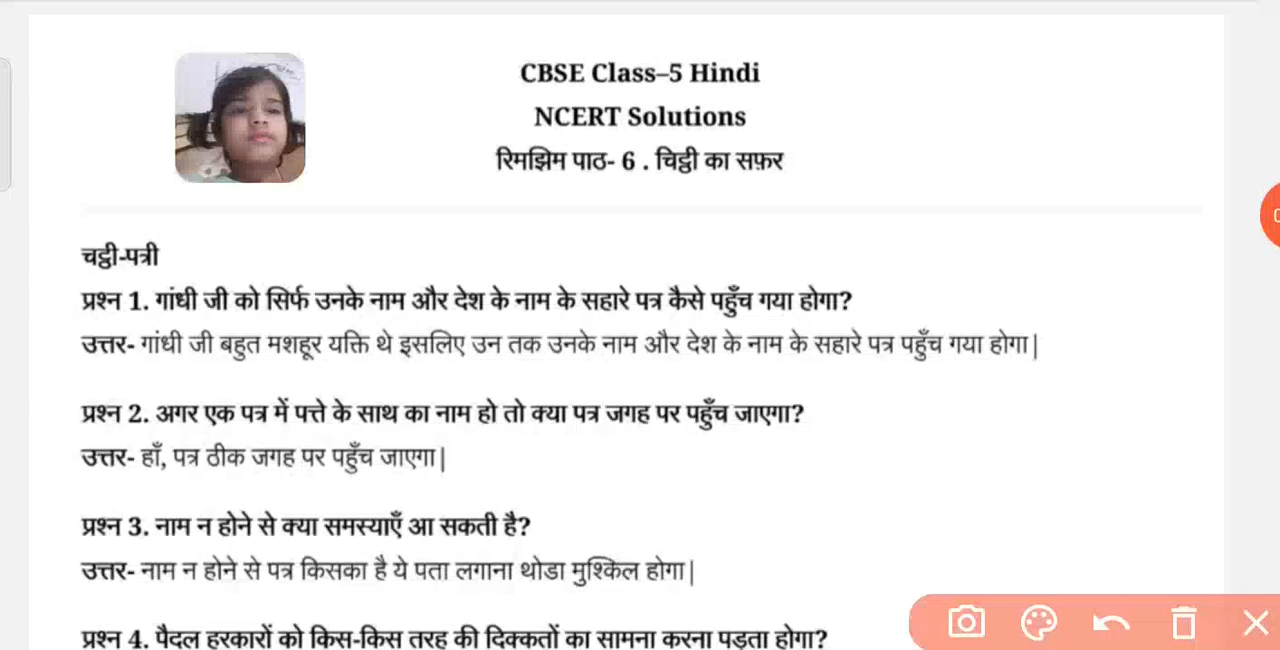 CBSE Class–5 Hindi
NCERT Solutions
रिमझिम पाठ- 6 . चिट्ठी का सफ़र
चट्ठी-पत्री
प्रश्न 1. गांधी जी को सिर्फ उनके नाम और देश के नाम के सहारे पत्र कैसे पहुँच गया होगा?
उत्तर- गांधी जी बहुत मशहूर यक्ति थे इसलिए उन तक उनके नाम और देश के नाम के सहारे पत्र पहुँच गया होगा|
प्रश्न 2. अगर एक पत्र में पत्ते के साथ का नाम हो तो क्या पत्र जगह पर पहुँच जाएगा?
उत्तर- हाँ, पत्र ठीक जगह पर पहुँच जाएगा|
प्रश्न 3. नाम न होने से क्या समस्याएँ आ सकती है?
उत्तर- नाम न होने से पत्र किसका है ये पता लगाना थोडा मुश्किल होगा|
प्रश्न 4. पैदल हरकारों को किस-किस तरह की दिक्कतों का सामना करना पड़ता होगा?